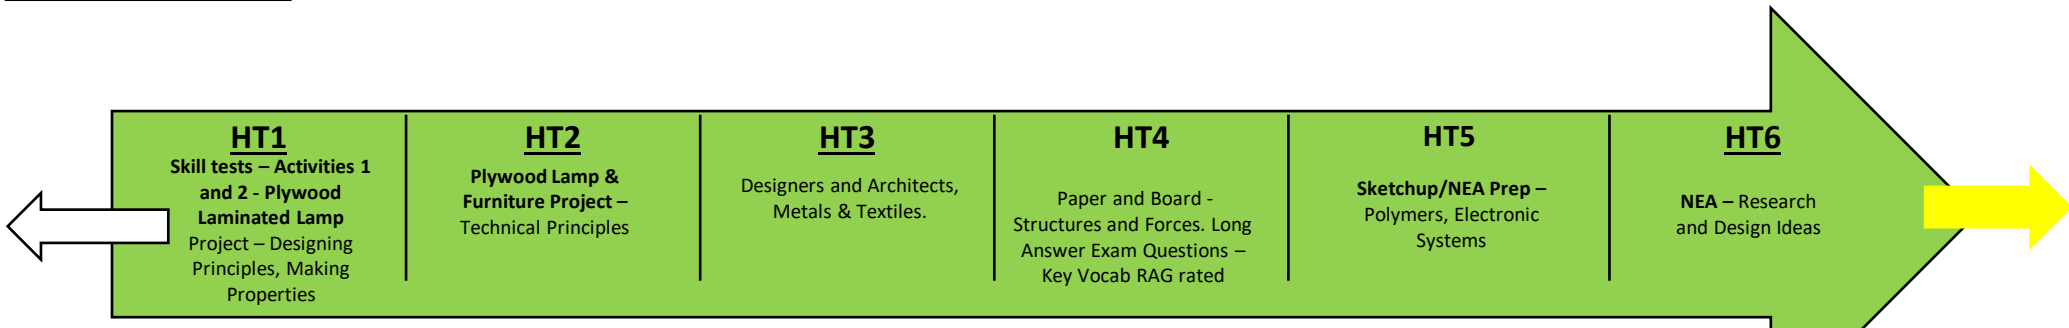 HT1
Skill tests – Activities 1
and 2 - Plywood
Laminated Lamp
Project – Designing
Principles, Making
Properties
HT2
Plywood Lamp &
Furniture Project –
Technical Principles
HT3
Designers and Architects,
Metals & Textiles.
HT4
Paper and Board -
Structures and Forces. Long
Answer Exam Questions –
Key Vocab RAG rated
HT5
Sketchup/NEA Prep –
Polymers, Electronic
Systems
HT6
NEA – Research
and Design Ideas